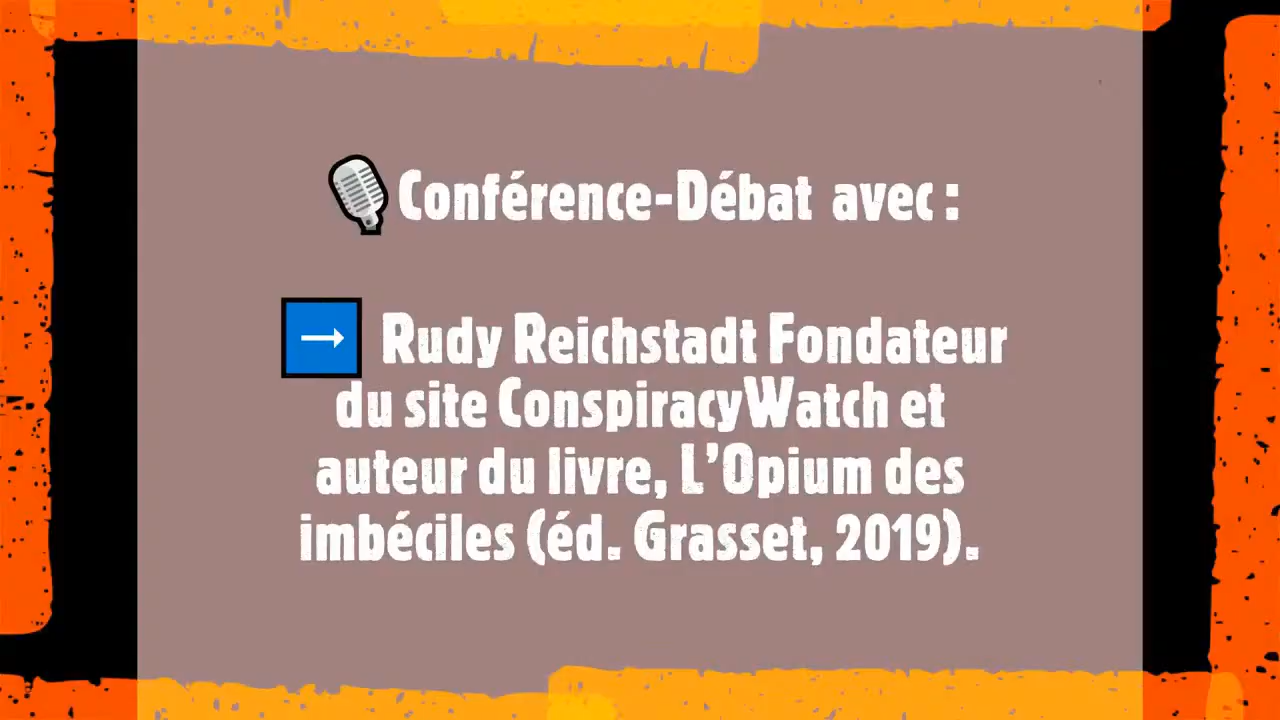 Conférence-Débat avec :
Rudy Reichstadt Fondateur
du site ConspiracyWatch et
auteur du livre, L'Opium des
imbéciles (éd. Grasset, 2019).